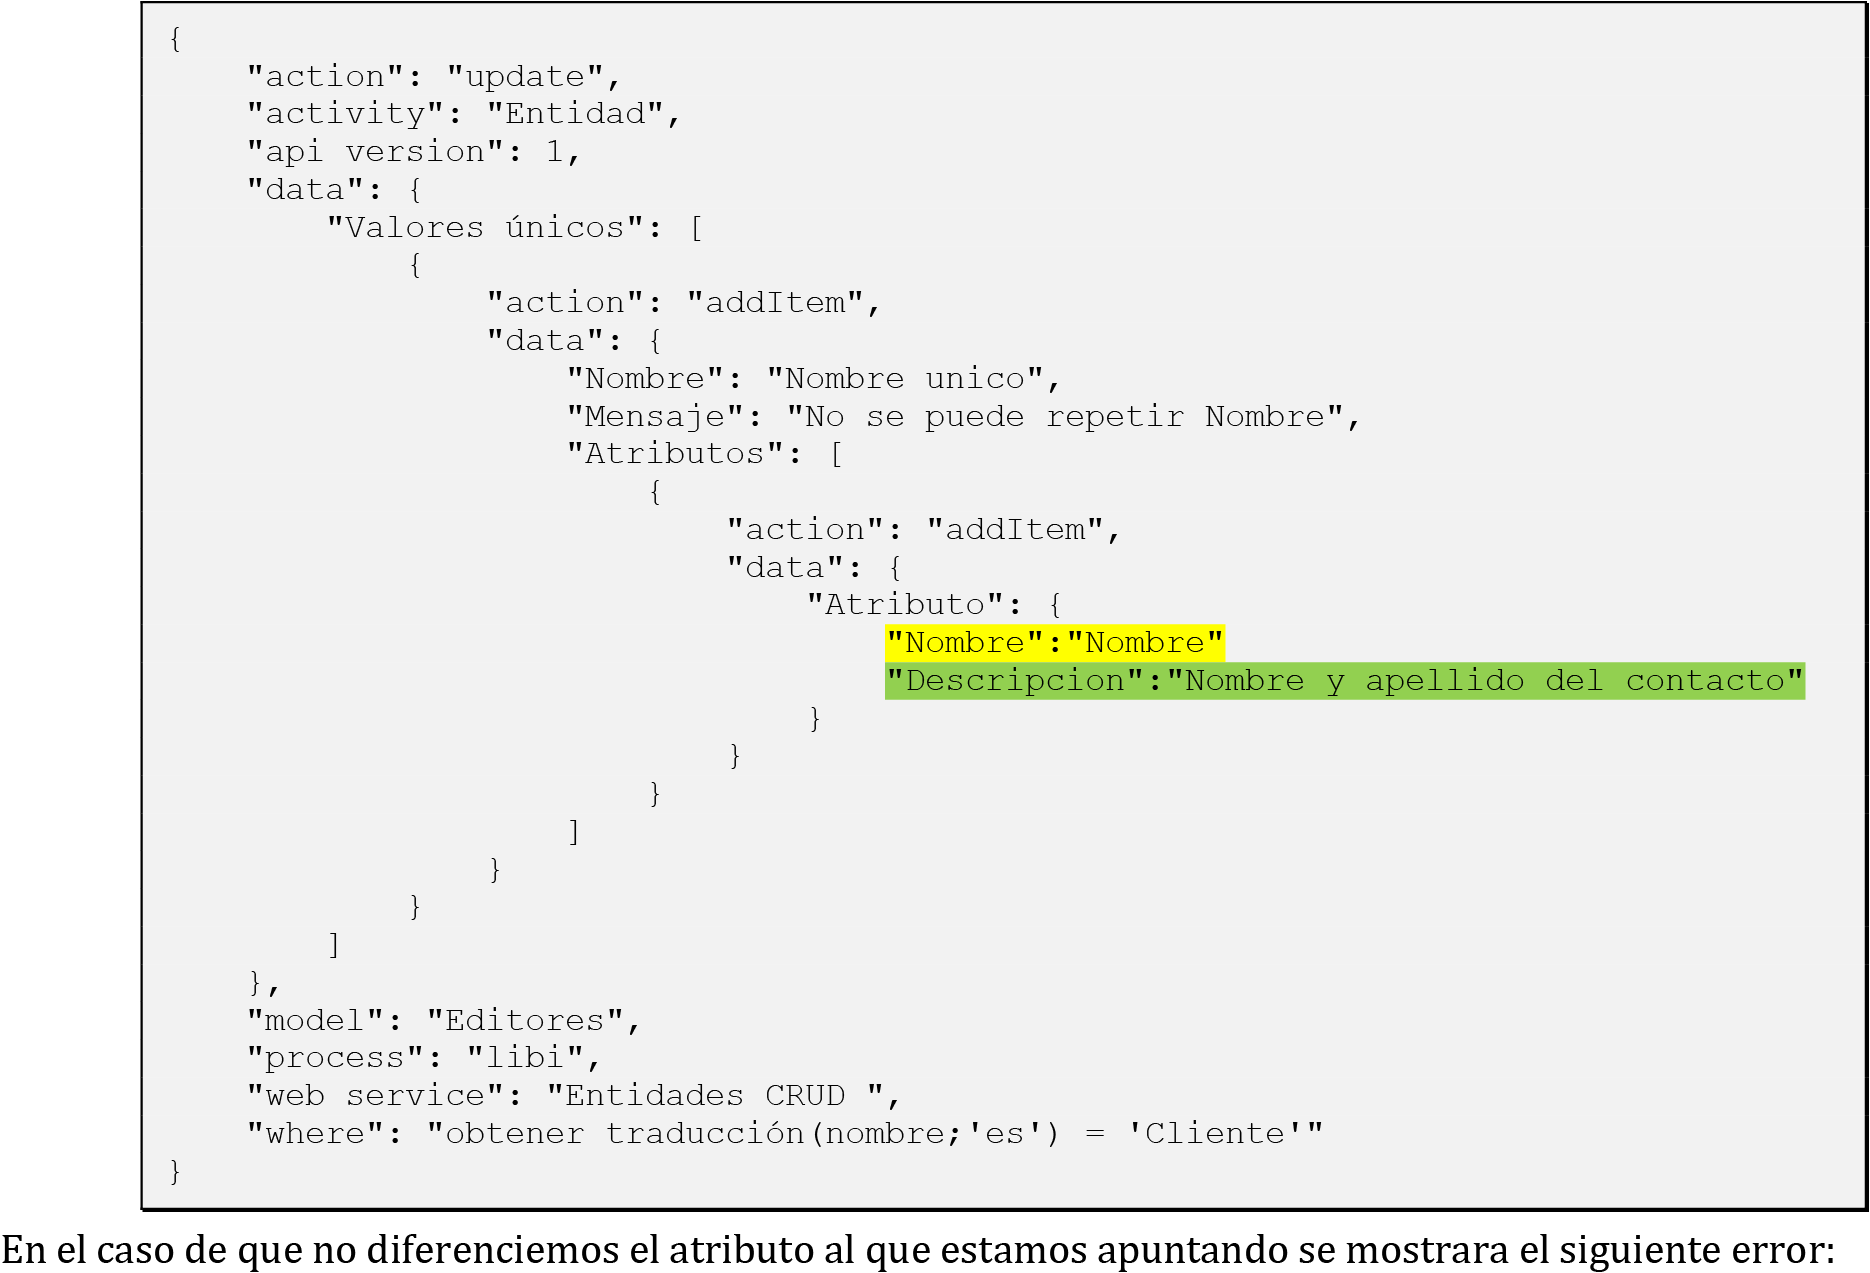 {
"action": "update",
"activity": "Entidad",
"api version": 1,
"data": {
"Valores únicos": [
{
"action": "addItem",
"data": {
"Nombre": "Nombre unico",
"Mensaje": "No se puede repetir Nombre",
"Atributos": [
{
"action": "addItem",
"data": {
"Atributo": {
"Nombre":"Nombre"
"Descripcion":"Nombre y apellido del contacto"
}
}
}
]
}
}
]
},
"model": "Editores",
"process": "libi",
"web service": "Entidades CRUD ",
"where": "obtener traducción(nombre;'es') = 'Cliente'"
}
En el caso de que no diferenciemos el atributo al que estamos apuntando se mostrara el siguiente error: